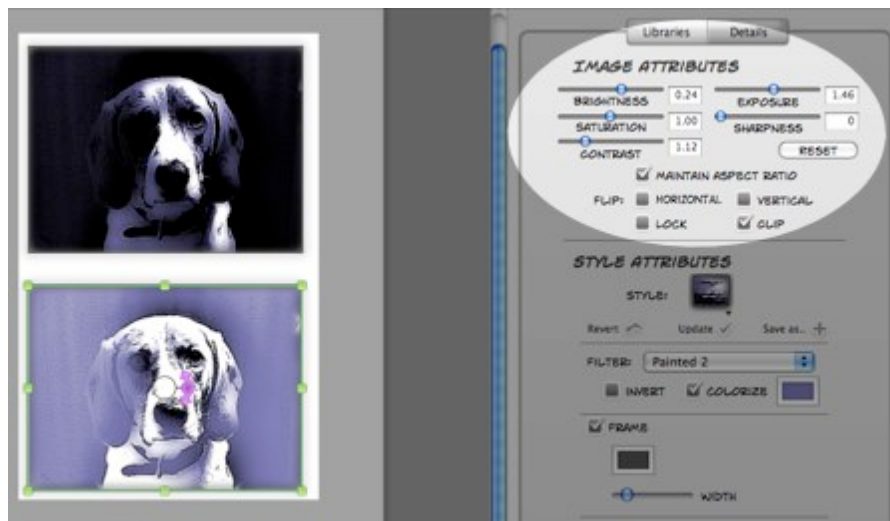 Libraries Details
IMAGE ATTRIBUTES
0.24 1.46
BRIGHTNESS EXPOSURE
1.00 0
SATURATION SHARPNESS
1.12
CONTRAST RESET
MAINTAIN ASPECT RATIO
FLIP: HORIZONTAL VERTICAL
LOCK CLIP
STYLE ATTRIBUTES
STYLE:
Revert Update Save as..
FILTER: Painted 2
INVERT COLORIZE
FRAME
WIDTH